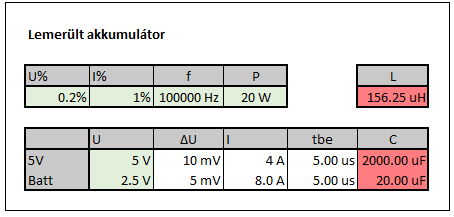 Lemerült akkumulátor
U% I% f P L
0.2% 1% 100000 Hz 20 W 156.25 uH
U ΔU I tbe C
5V 5 V 10 mV 4 A 5.00 us 2000.00 uF
Batt 2.5 V 5 mV 8.0 A 5.00 us 20.00 uF